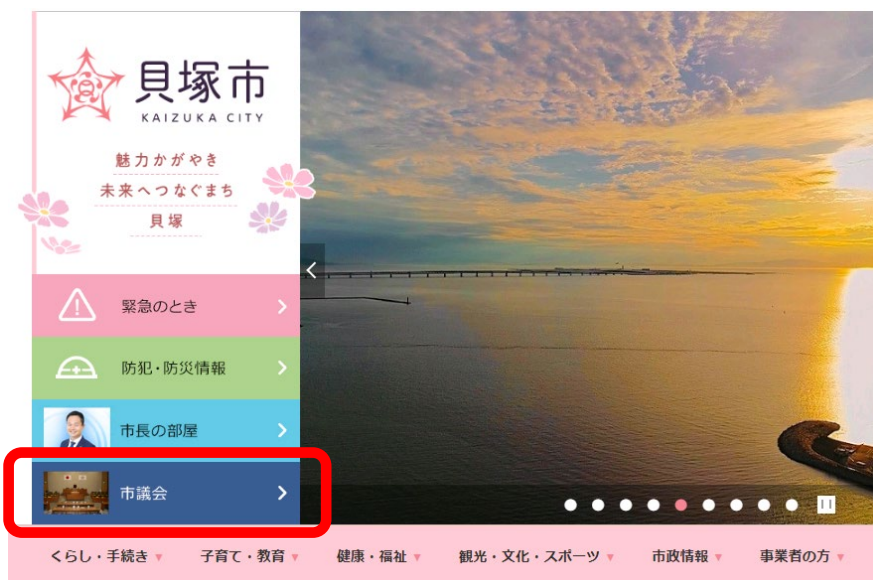 貝塚市
KAIZUKA CITY
魅力かがやき
未来へつなぐまち
貝塚
緊急のとき
防犯・防災情報
市長の部屋
市議会
くらし・手続き▼ 子育て・教育▼ 健康・福祉▼ 観光・文化・スポーツ▼ 市政情報▼ 事業者の方▼